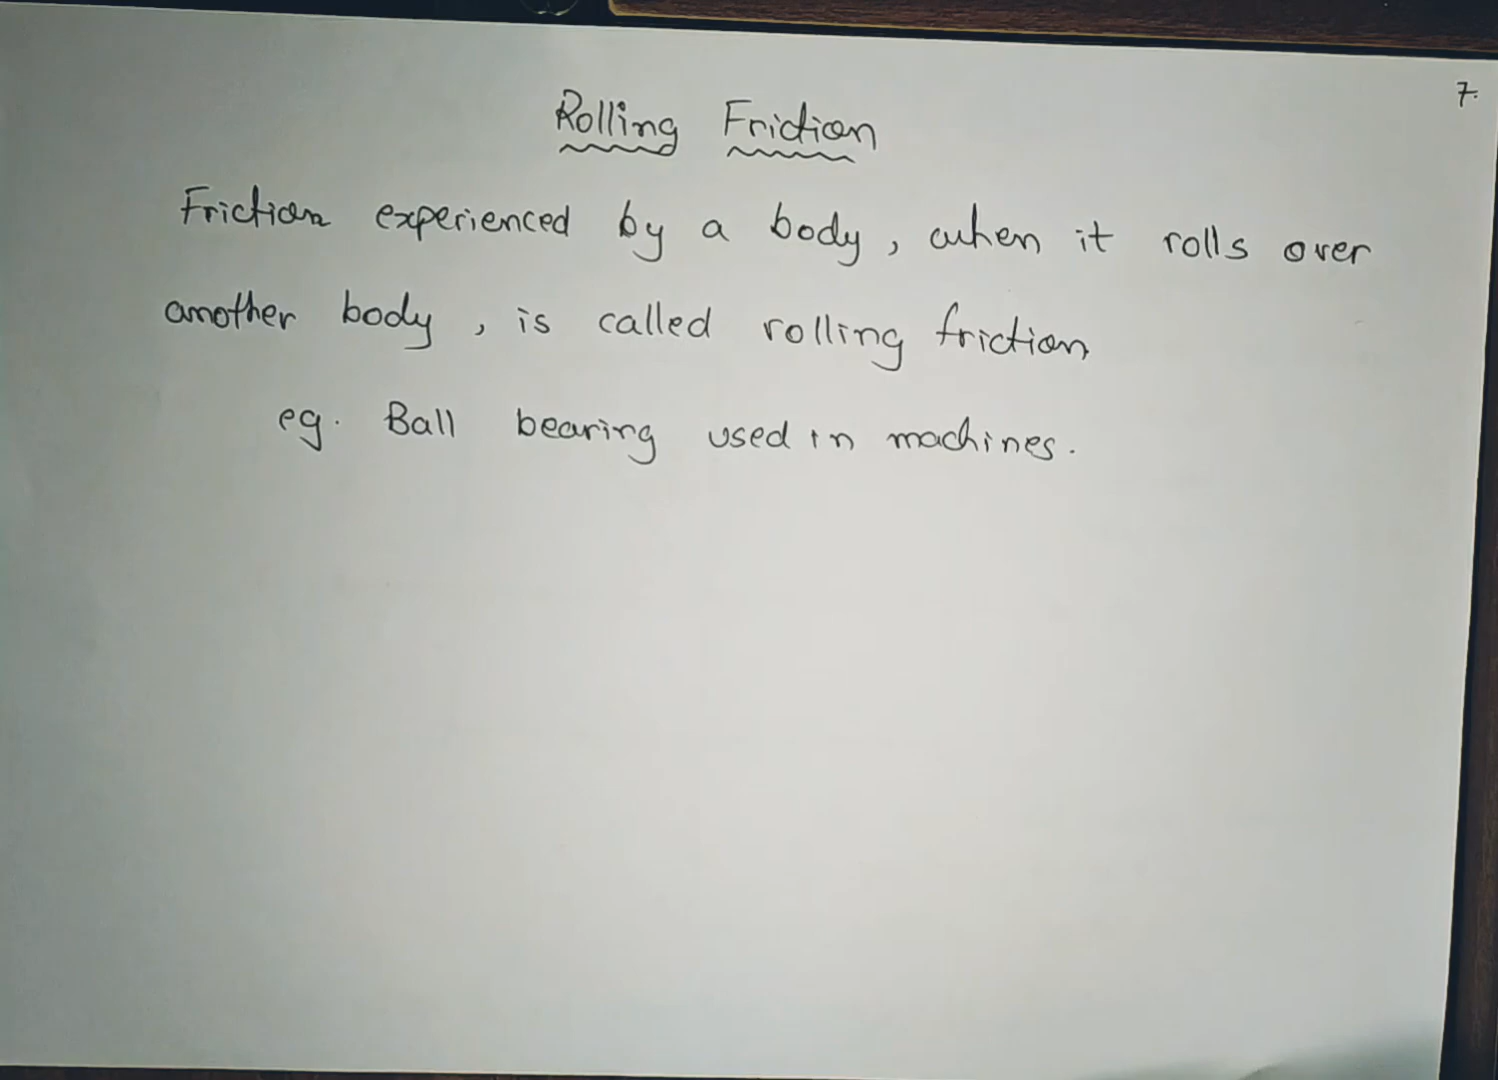 7.
Rolling Friction
Friction experienced by a body, when it rolls over
another body, is called rolling friction
eg. Ball bearing used in machines.